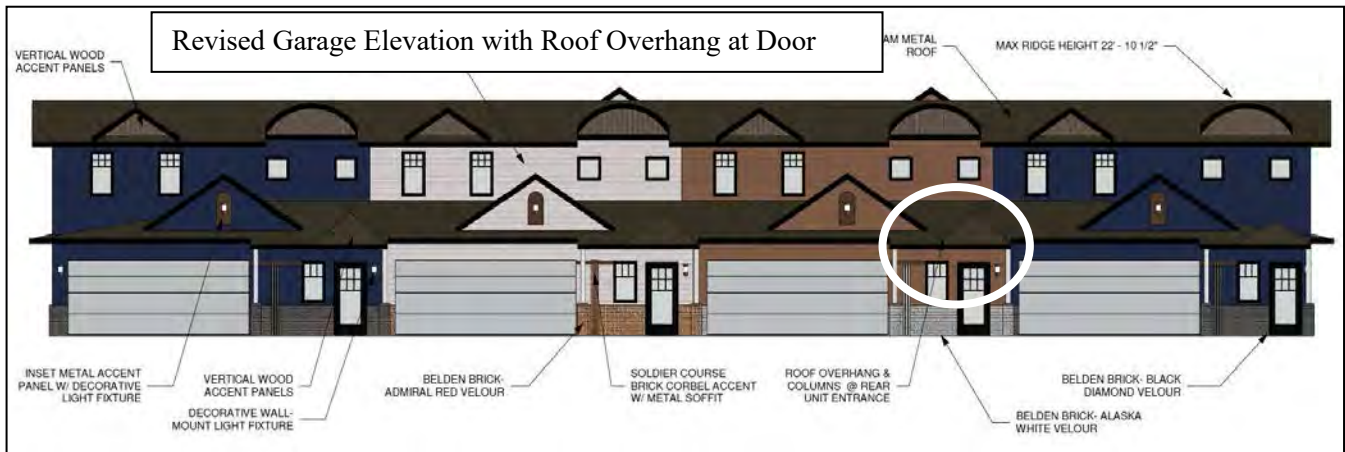 Revised Garage Elevation with Roof Overhang at Door
VERTICAL WOOD
ACCENT PANELS
AM METAL
ROOF
MAX RIDGE HEIGHT 22' - 10 1/2"
INSET METAL ACCENT
PANEL W/ DECORATIVE
LIGHT FIXTURE
VERTICAL WOOD
ACCENT PANELS
DECORATIVE WALL-
MOUNT LIGHT FIXTURE
BELDEN BRICK-
ADMIRAL RED VELOUR
SOLDIER COURSE
BRICK CORBEL ACCENT
W/ METAL SOFFIT
ROOF OVERHANG &
COLUMNS @ REAR
UNIT ENTRANCE
BELDEN BRICK- ALASKA
WHITE VELOUR
BELDEN BRICK- BLACK
DIAMOND VELOUR